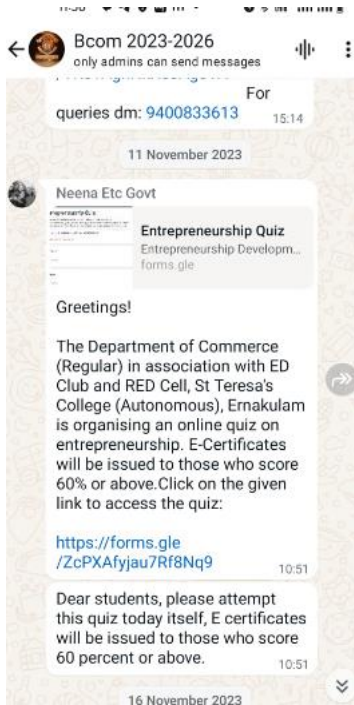 Bcom 2023-2026
only admins can send messages
For
queries dm: 9400833613
15:14
11 November 2023
Neena Etc Govt
Entrepreneurship Quiz
Entrepreneurship Developm...
forms.gle
Greetings!
The Department of Commerce
(Regular) in association with ED
Club and RED Cell, St Teresa's
College (Autonomous), Ernakulam
is organising an online quiz on
entrepreneurship. E-Certificates
will be issued to those who score
60% or above.Click on the given
link to access the quiz:
https://forms.gle
/ZcPXAfyjau7Rf8Nq9
10:51
Dear students, please attempt
this quiz today itself, E certificates
will be issued to those who score
60 percent or above.
10:51
16 November 2023